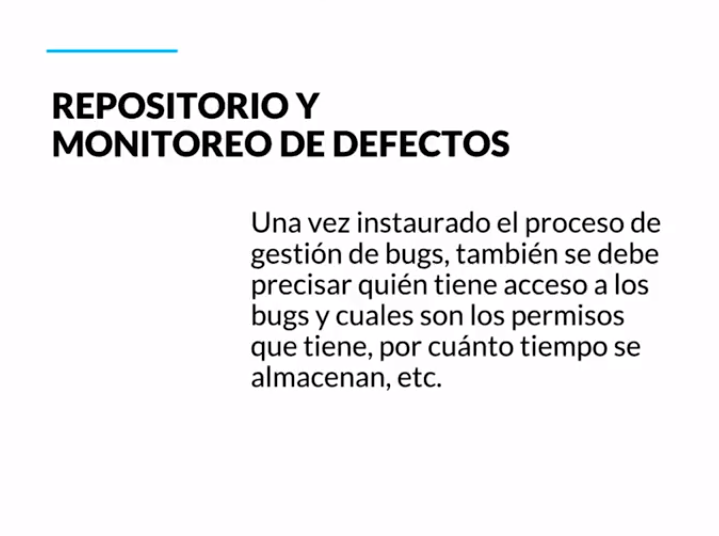 REPOSITORIO Y
MONITOREO DE DEFECTOS
Una vez instaurado el proceso de
gestión de bugs, también se debe
precisar quién tiene acceso a los
bugs y cuales son los permisos
que tiene, por cuánto tiempo se
almacenan, etc.